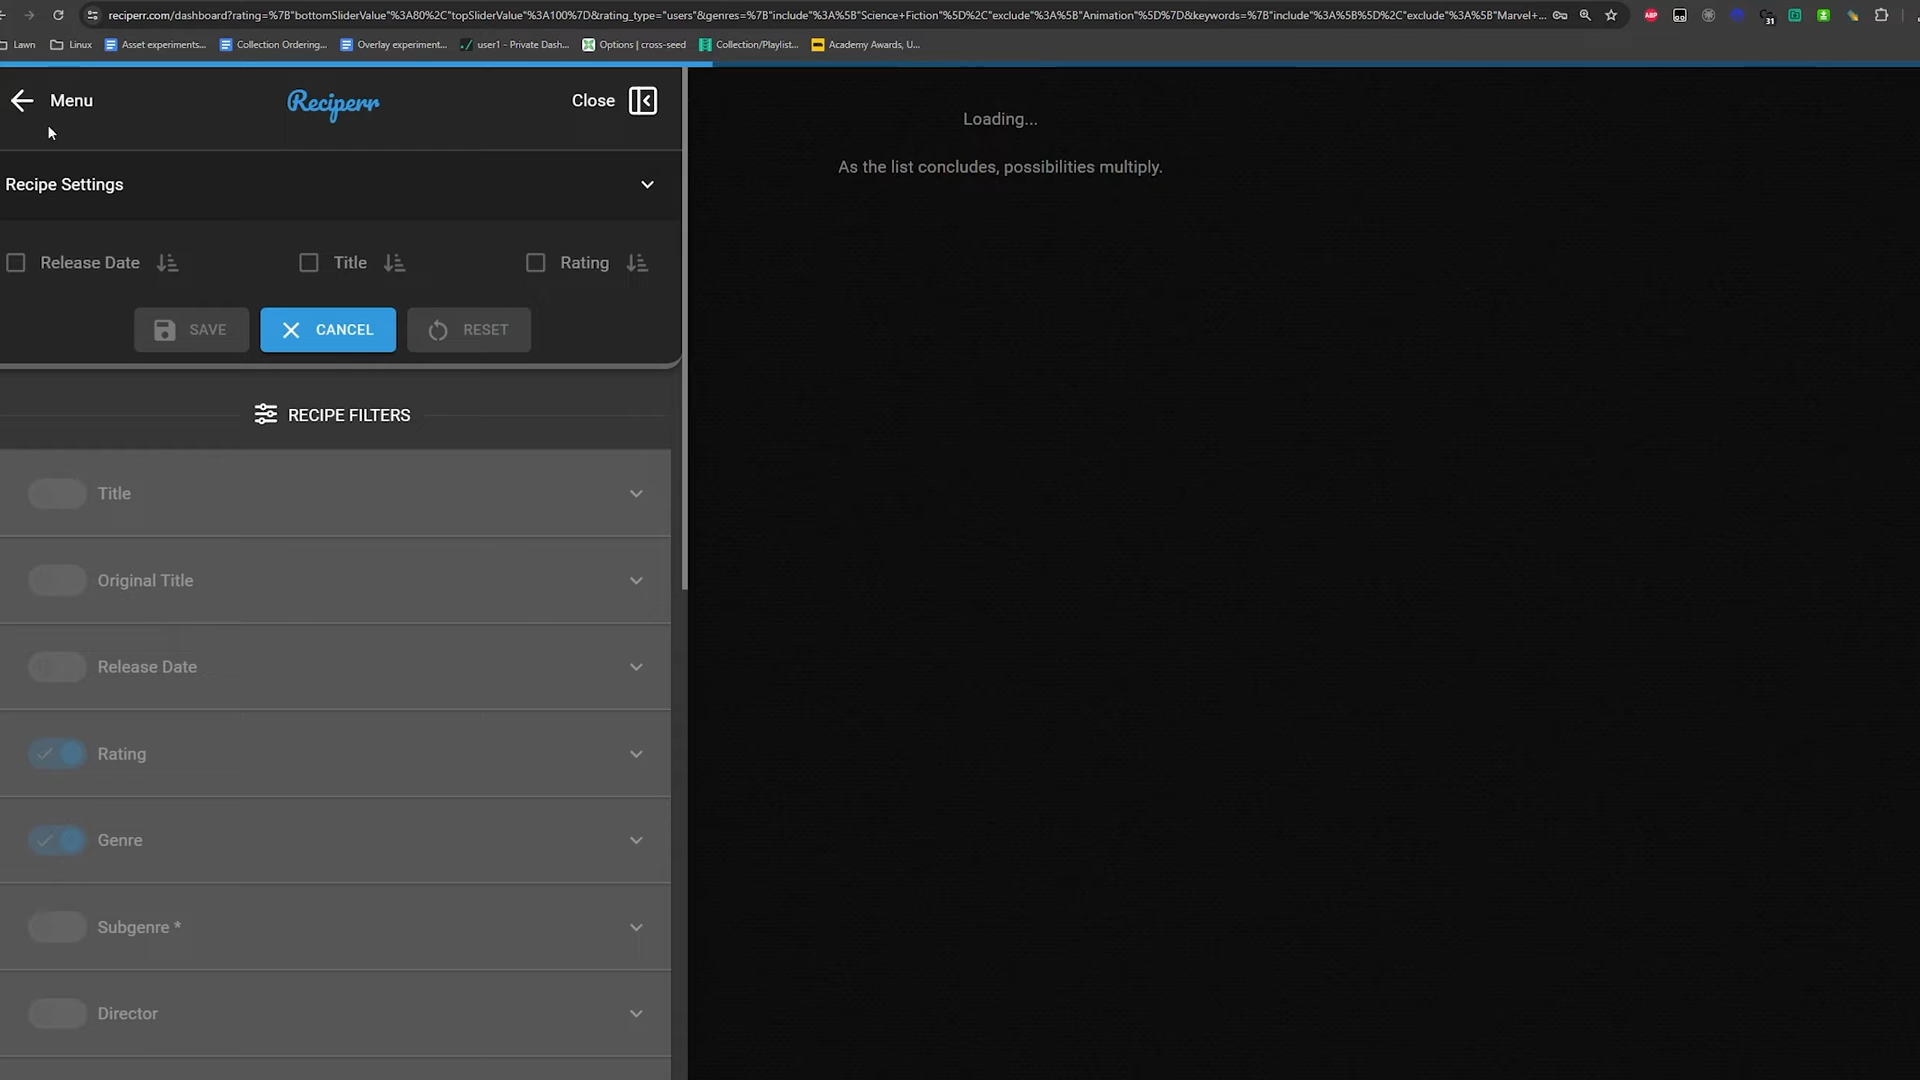 reciperr.com/dashboard?rating=%7B"bottomSliderValue"%3A80%2C"topSliderValue"%3A100%7D&rating_type="users"&genres=%7B"include"%3A%5B"Science+Fiction"%5D%2C"exclude"%3A%5B"Animation"%5D%7D&keywords=%7B"include"%3A%5B%5D%2C"exclude"%3A%5B"Marvel+...
Lawn
Linux
Asset experiments...
Collection Ordering...
Overlay experiment...
user1 - Private Dash...
Options | cross-seed
Collection/Playlist...
Academy Awards, U...
ABP
31
Menu
Reciperr
Close
Loading...
As the list concludes, possibilities multiply.
Recipe Settings
Release Date
Title
Rating
SAVE
CANCEL
RESET
RECIPE FILTERS
Title
Original Title
Release Date
Rating
Genre
Subgenre *
Director